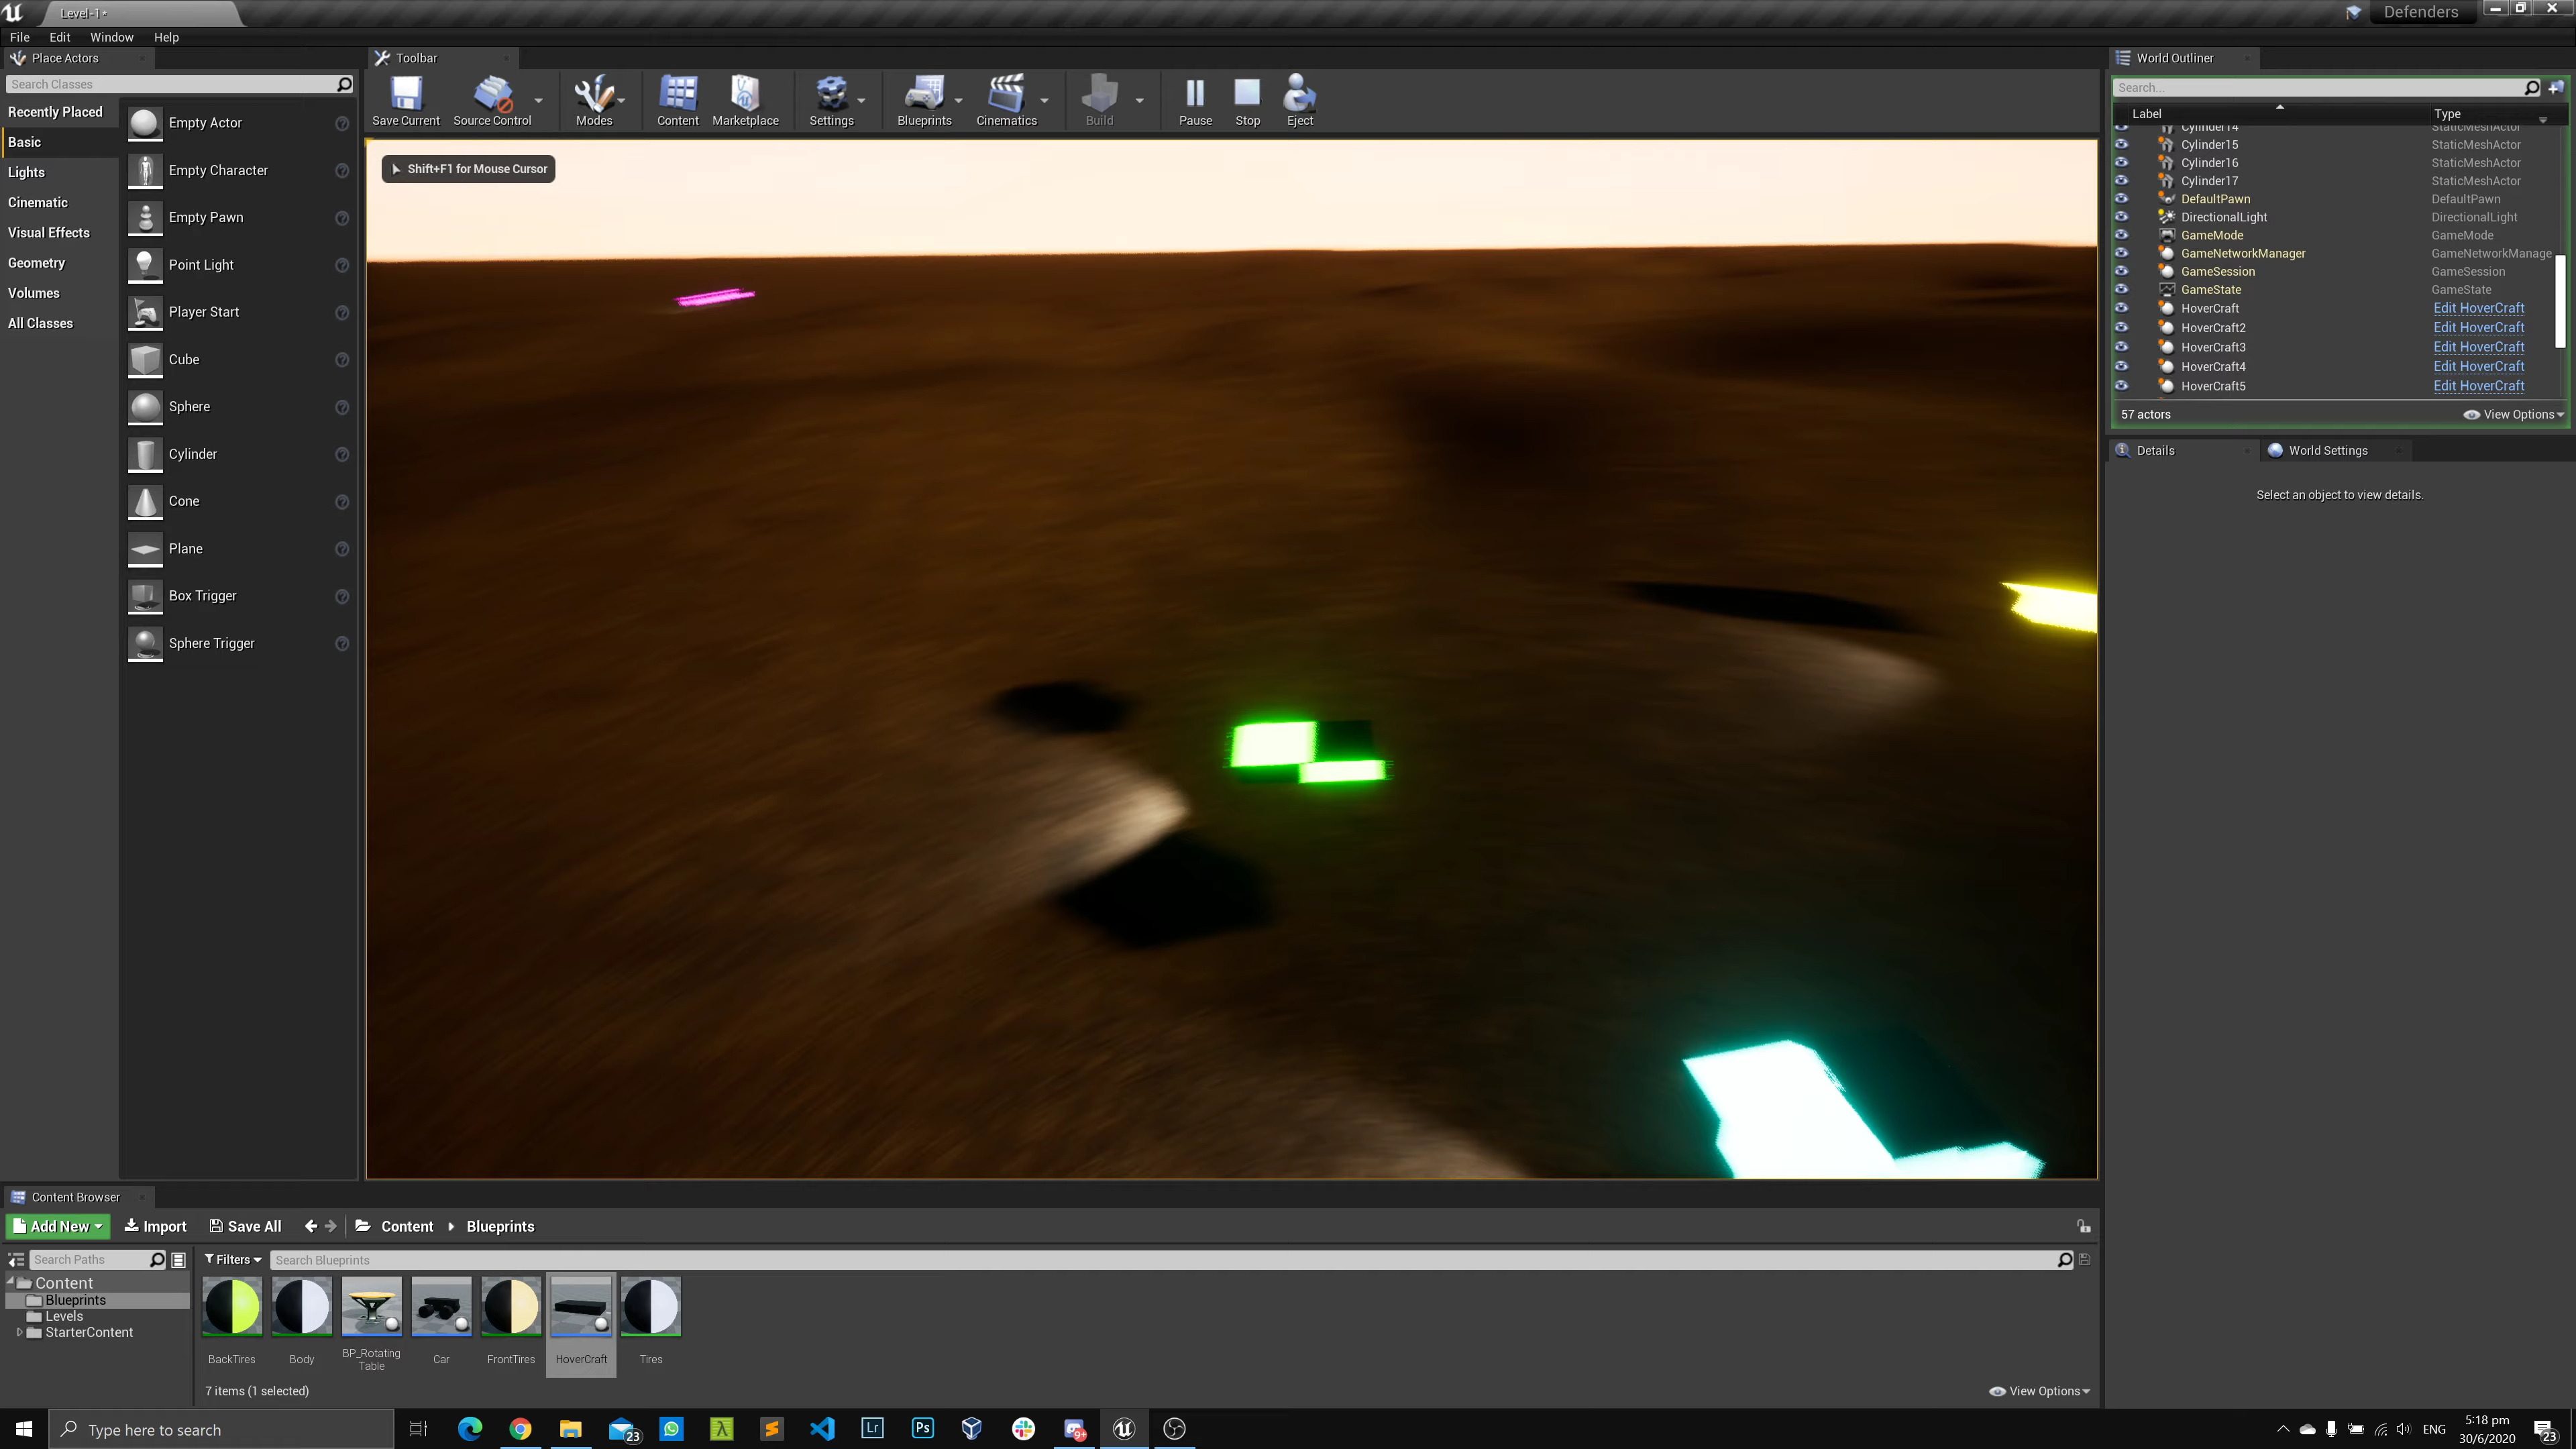 Level-1*
Defenders
File Edit Window Help
Place Actors
Toolbar
World Outliner
Search Classes
Recently Placed
Basic
Lights
Cinematic
Visual Effects
Geometry
Volumes
All Classes
Empty Actor
Empty Character
Empty Pawn
Point Light
Player Start
Cube
Sphere
Cylinder
Cone
Plane
Box Trigger
Sphere Trigger
Save Current Source Control Modes Content Marketplace Settings Blueprints Cinematics Build Pause Stop Eject
Shift+F1 for Mouse Cursor
Search...
Label Type
Cylinder14 StaticMeshActor
Cylinder15 StaticMeshActor
Cylinder16 StaticMeshActor
Cylinder17 StaticMeshActor
DefaultPawn DefaultPawn
DirectionalLight DirectionalLight
GameMode GameMode
GameNetworkManager GameNetworkManage
GameSession GameSession
GameState GameState
HoverCraft Edit HoverCraft
HoverCraft2 Edit HoverCraft
HoverCraft3 Edit HoverCraft
HoverCraft4 Edit HoverCraft
HoverCraft5 Edit HoverCraft
57 actors View Options
Details World Settings
Select an object to view details.
Content Browser
Add New Import Save All Content Blueprints
Search Paths
Filters Search Blueprints
Content
Blueprints
Levels
StarterContent
BackTires Body BP_Rotating Car FrontTires HoverCraft Tires
Table
7 items (1 selected) View Options
Type here to search
23
Lr
Ps
9+
ENG
5:18 pm
30/6/2020
23